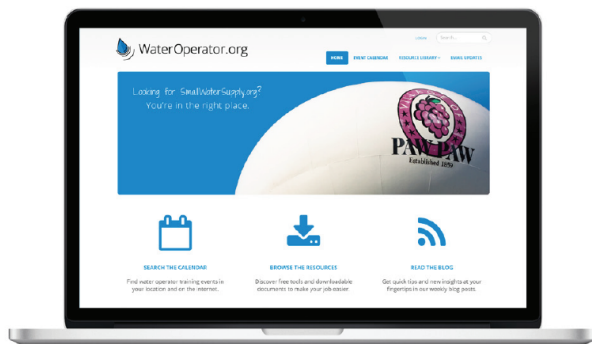 WaterOperator.org
LOGIN
Search...
HOME
EVENT CALENDAR
RESOURCE LIBRARY
EMAIL UPDATES
Looking for SmallWaterSupply.org?
You're in the right place.
VILLAGE OF
PAW PAW
Established 1859
SEARCH THE CALENDAR
Find water operator training events in
your location and on the internet.
BROWSE THE RESOURCES
Discover free tools and downloadable
documents to make your job easier.
READ THE BLOG
Get quick tips and new insights at your
fingertips in our weekly blog posts.